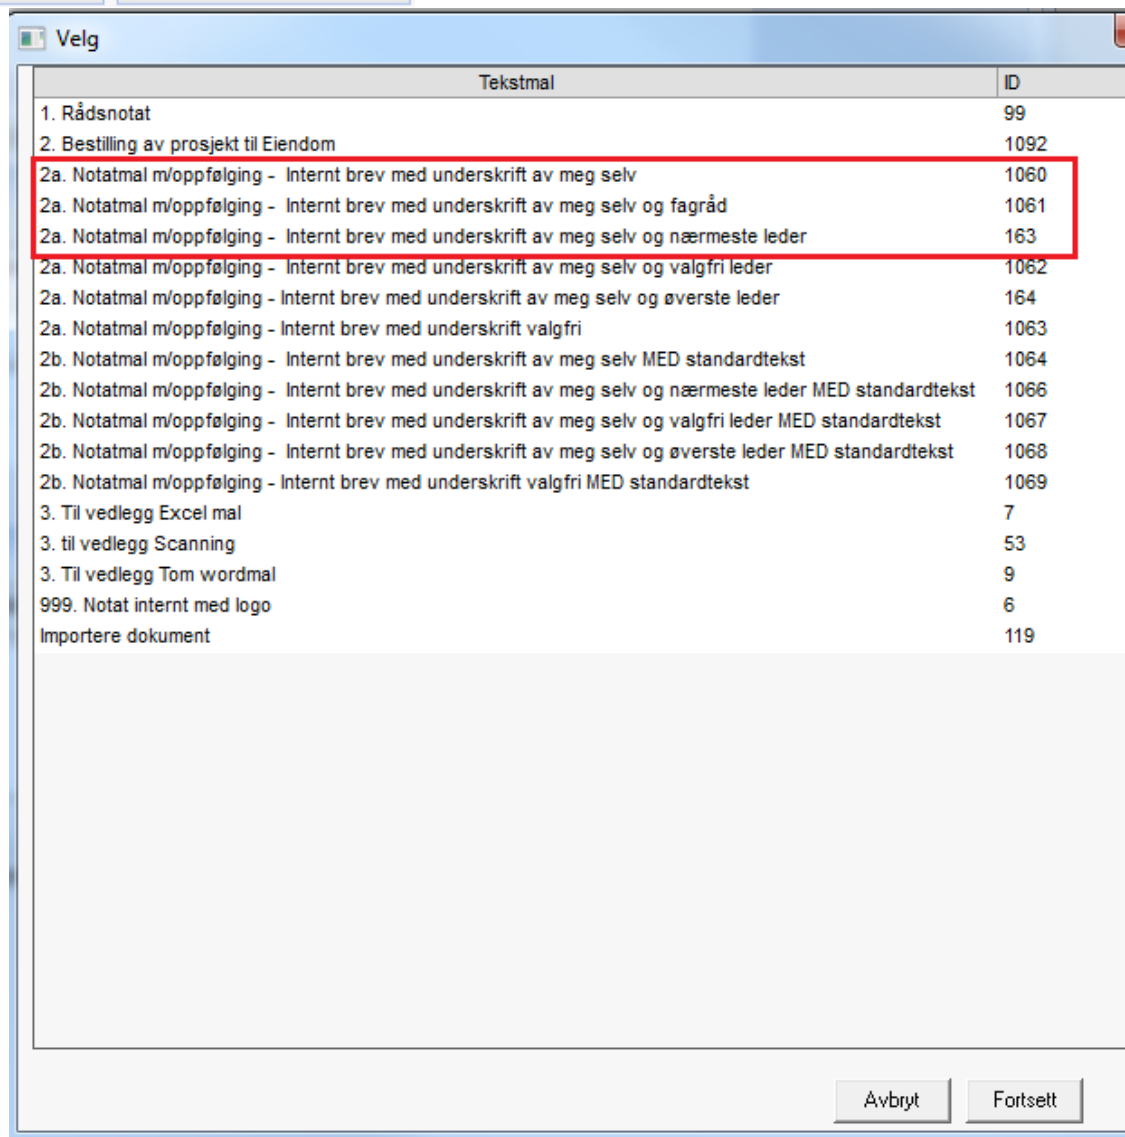 Velg
Tekstmal ID
1. Rådsnotat 99
2. Bestilling av prosjekt til Eiendom 1092
2a. Notatmal m/oppfølging - Internt brev med underskrift av meg selv 1060
2a. Notatmal m/oppfølging - Internt brev med underskrift av meg selv og fagråd 1061
2a. Notatmal m/oppfølging - Internt brev med underskrift av meg selv og nærmeste leder 163
2a. Notatmal m/oppfølging - Internt brev med underskrift av meg selv og valgfri leder 1062
2a. Notatmal m/oppfølging - Internt brev med underskrift av meg selv og øverste leder 164
2a. Notatmal m/oppfølging - Internt brev med underskrift valgfri 1063
2b. Notatmal m/oppfølging - Internt brev med underskrift av meg selv MED standardtekst 1064
2b. Notatmal m/oppfølging - Internt brev med underskrift av meg selv og nærmeste leder MED standardtekst 1066
2b. Notatmal m/oppfølging - Internt brev med underskrift av meg selv og valgfri leder MED standardtekst 1067
2b. Notatmal m/oppfølging - Internt brev med underskrift av meg selv og øverste leder MED standardtekst 1068
2b. Notatmal m/oppfølging - Internt brev med underskrift valgfri MED standardtekst 1069
3. Til vedlegg Excel mal 7
3. til vedlegg Scanning 53
3. Til vedlegg Tom wordmal 9
999. Notat internt med logo 6
Importere dokument 119
Avbryt Fortsett